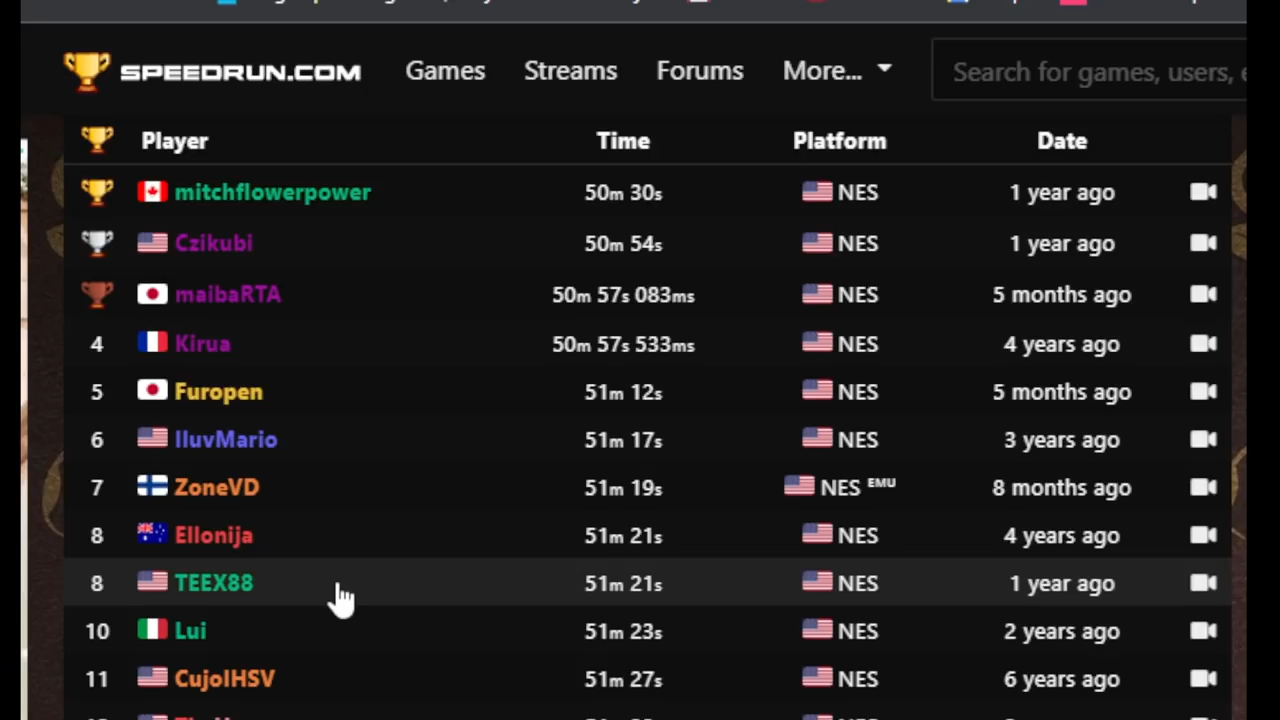 SPEEDRUN.COM Games Streams Forums More... Search for games, users, e
Player Time Platform Date
mitchflowerpower 50m 30s NES 1 year ago
Czikubi 50m 54s NES 1 year ago
maibaRTA 50m 57s 083ms NES 5 months ago
4 Kirua 50m 57s 533ms NES 4 years ago
5 Furopen 51m 12s NES 5 months ago
6 IluvMario 51m 17s NES 3 years ago
7 ZoneVD 51m 19s NES EMU 8 months ago
8 Ellonija 51m 21s NES 4 years ago
8 TEEX88 51m 21s NES 1 year ago
10 Lui 51m 23s NES 2 years ago
11 CujoIHSV 51m 27s NES 6 years ago